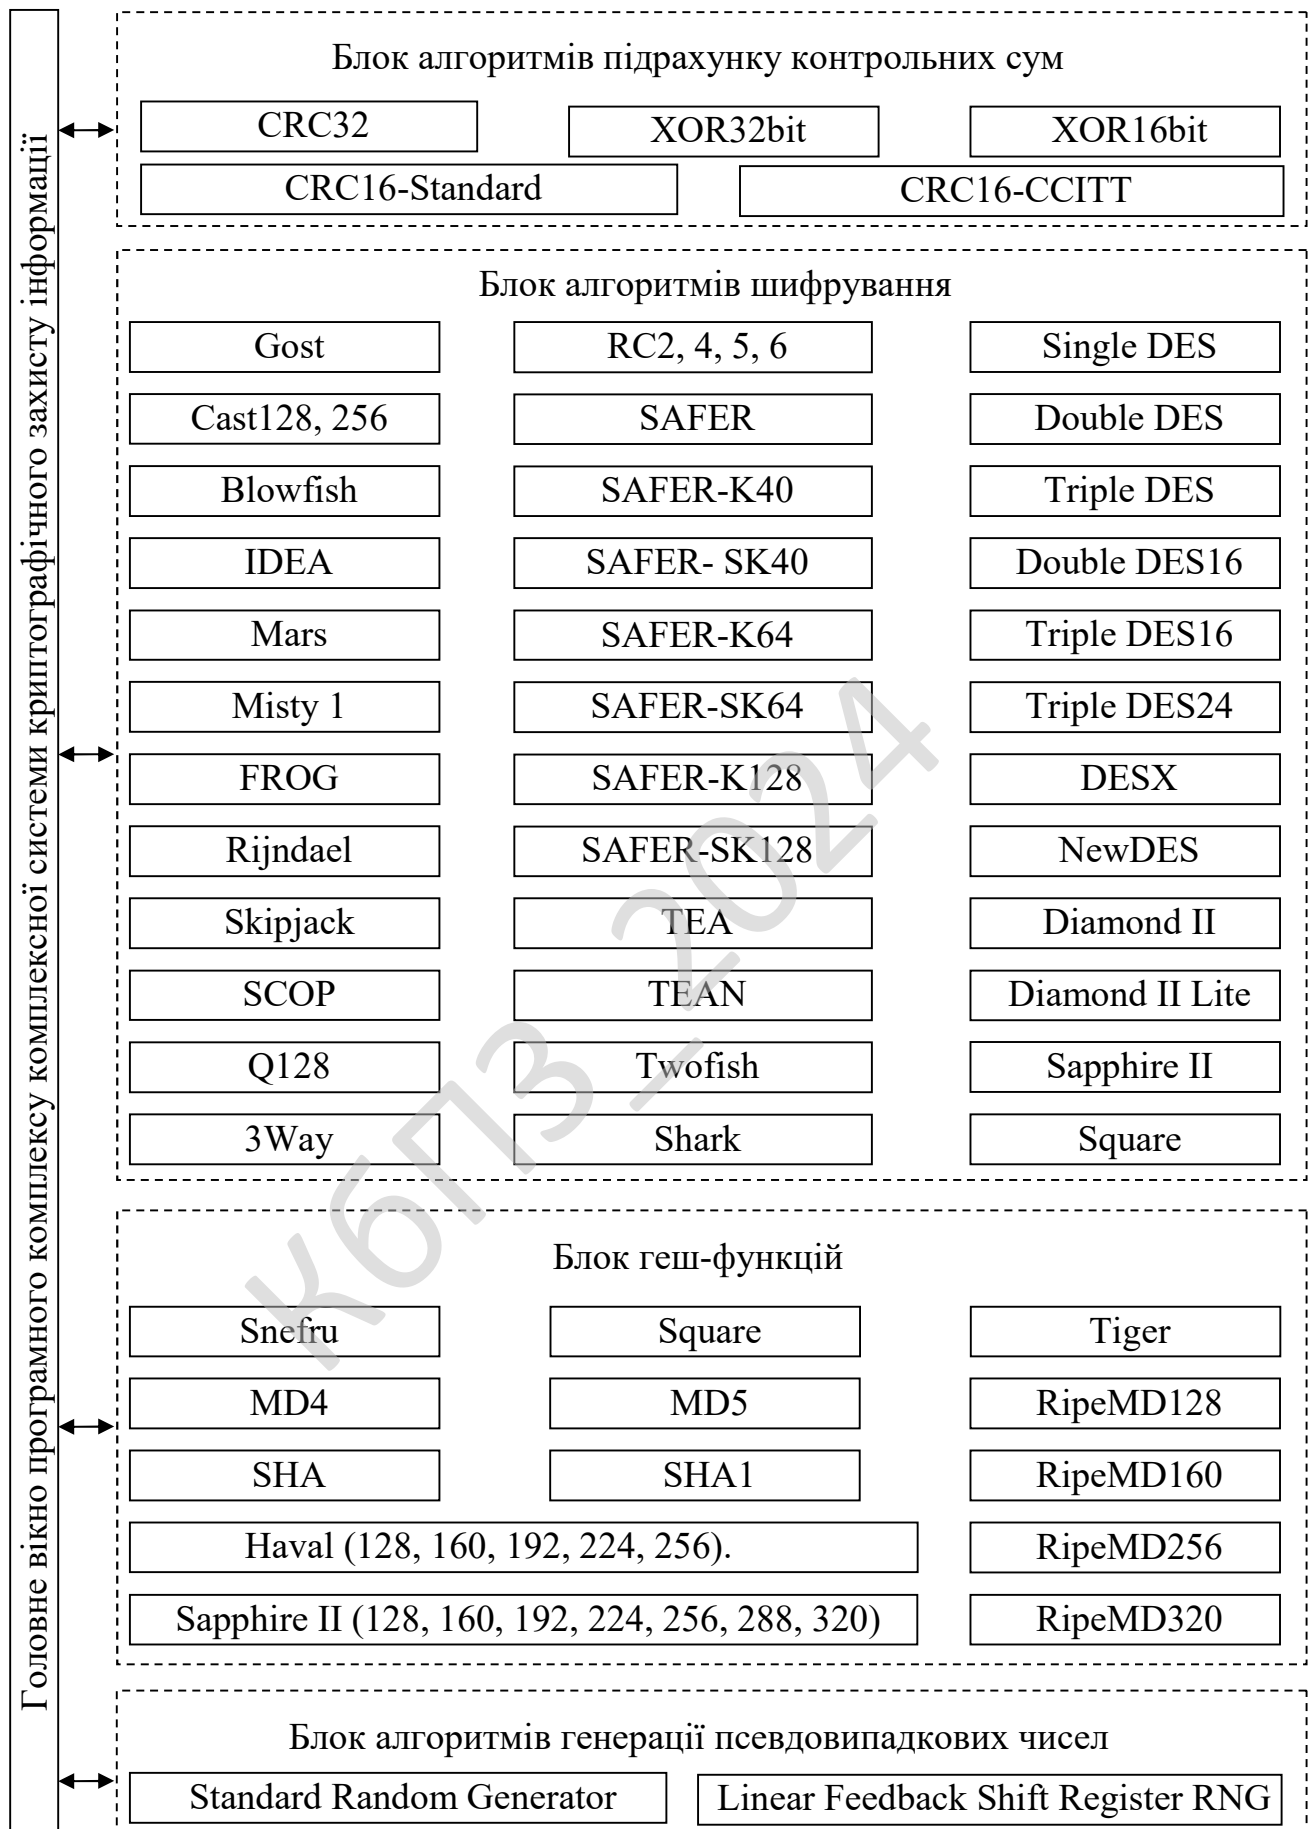 Головне вікно програмного комплексу комплексної системи криптографічного захисту інформації
Блок алгоритмів підрахунку контрольних сум
CRC32 XOR32bit XOR16bit
CRC16-Standard CRC16-CCITT
Блок алгоритмів шифрування
Gost RC2, 4, 5, 6 Single DES
Cast128, 256 SAFER Double DES
Blowfish SAFER-K40 Triple DES
IDEA SAFER- SK40 Double DES16
Mars SAFER-K64 Triple DES16
Misty 1 SAFER-SK64 Triple DES24
FROG SAFER-K128 DESX
Rijndael SAFER-SK128 NewDES
Skipjack TEA Diamond II
SCOP TEAN Diamond II Lite
Q128 Twofish Sapphire II
3Way Shark Square
Блок геш-функцій
Snefru Square Tiger
MD4 MD5 RipeMD128
SHA SHA1 RipeMD160
Haval (128, 160, 192, 224, 256). RipeMD256
Sapphire II (128, 160, 192, 224, 256, 288, 320) RipeMD320
Блок алгоритмів генерації псевдовипадкових чисел
Standard Random Generator Linear Feedback Shift Register RNG
КбПЗ_2024